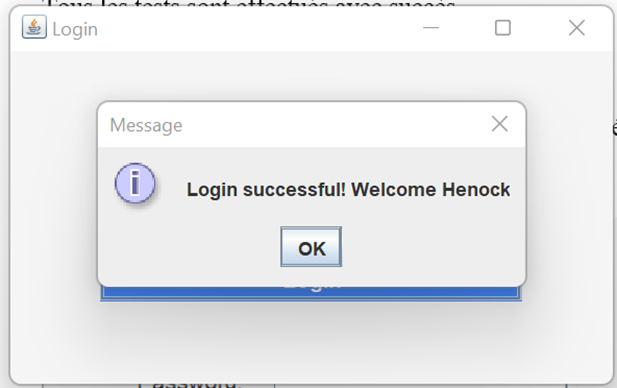 Tous les tests sont effectués avec succès
Login
Message
Login successful! Welcome Henock
OK
Login
Password: